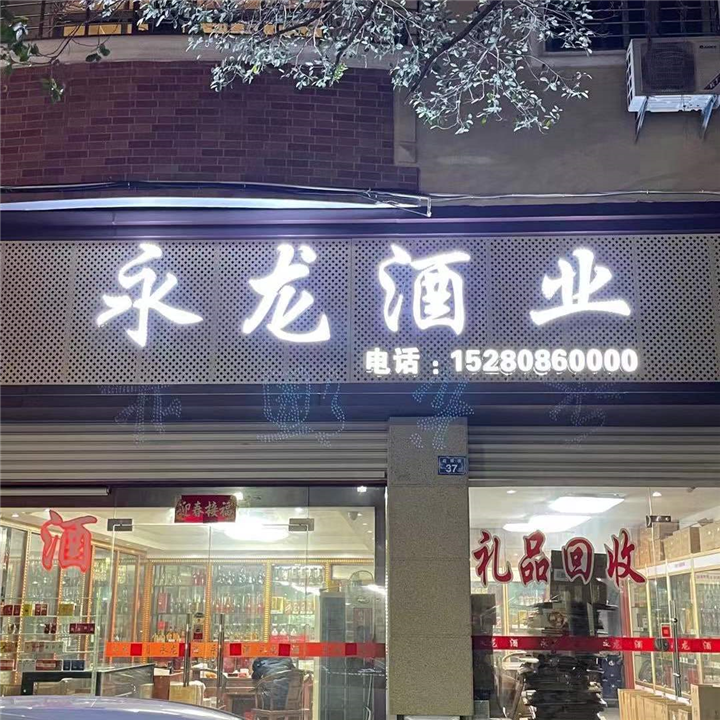 永龙酒业
电话：15280860000
37
迎春接福
酒
礼品回收